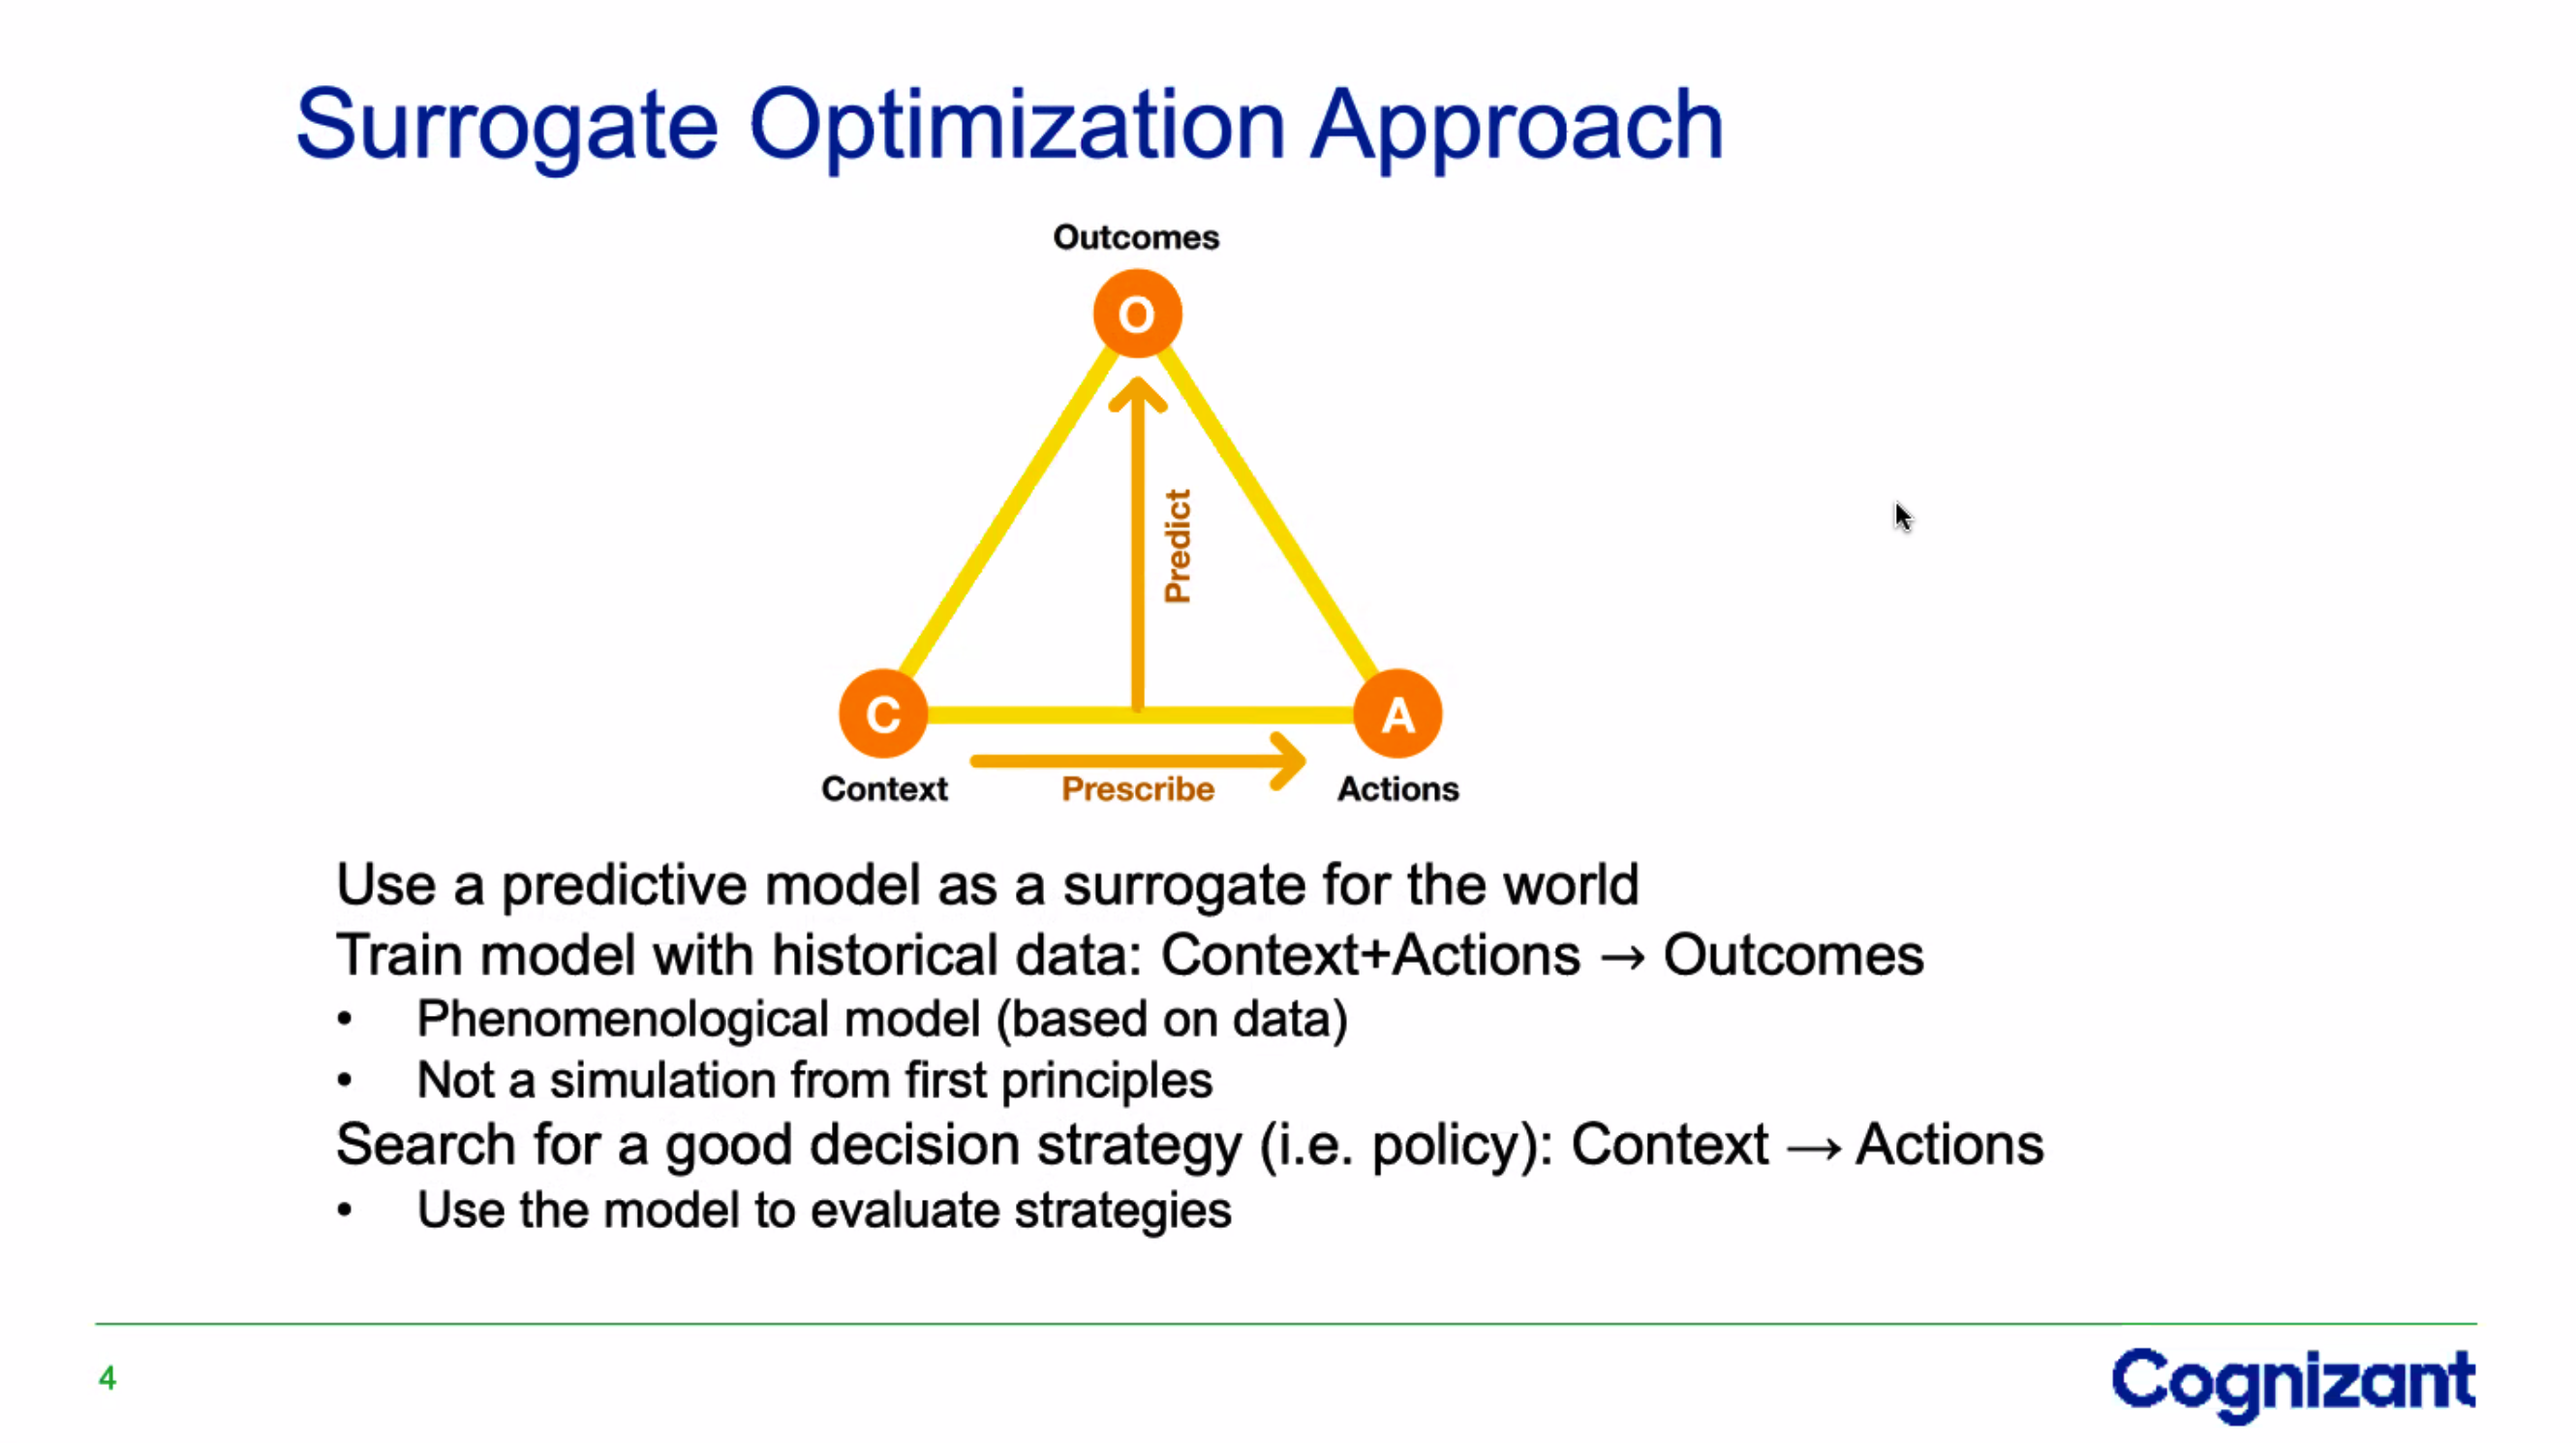 Surrogate Optimization Approach
Outcomes
O
Predict
C
A
Context
Prescribe
Actions
Use a predictive model as a surrogate for the world
Train model with historical data: Context+Actions → Outcomes
• Phenomenological model (based on data)
• Not a simulation from first principles
Search for a good decision strategy (i.e. policy): Context → Actions
• Use the model to evaluate strategies
4
Cognizant